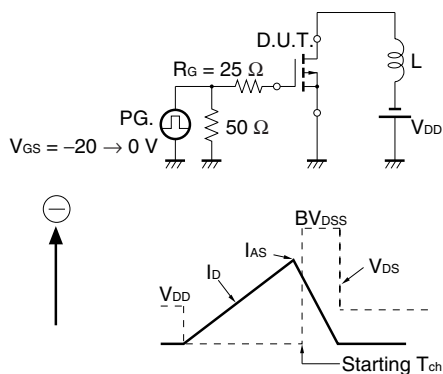 D.U.T.
RG = 25 Ω
L
PG.
50 Ω
VDD
VGS = −20 → 0 V
−
BVDSS
IAS
ID
VDS
VDD
Starting Tch